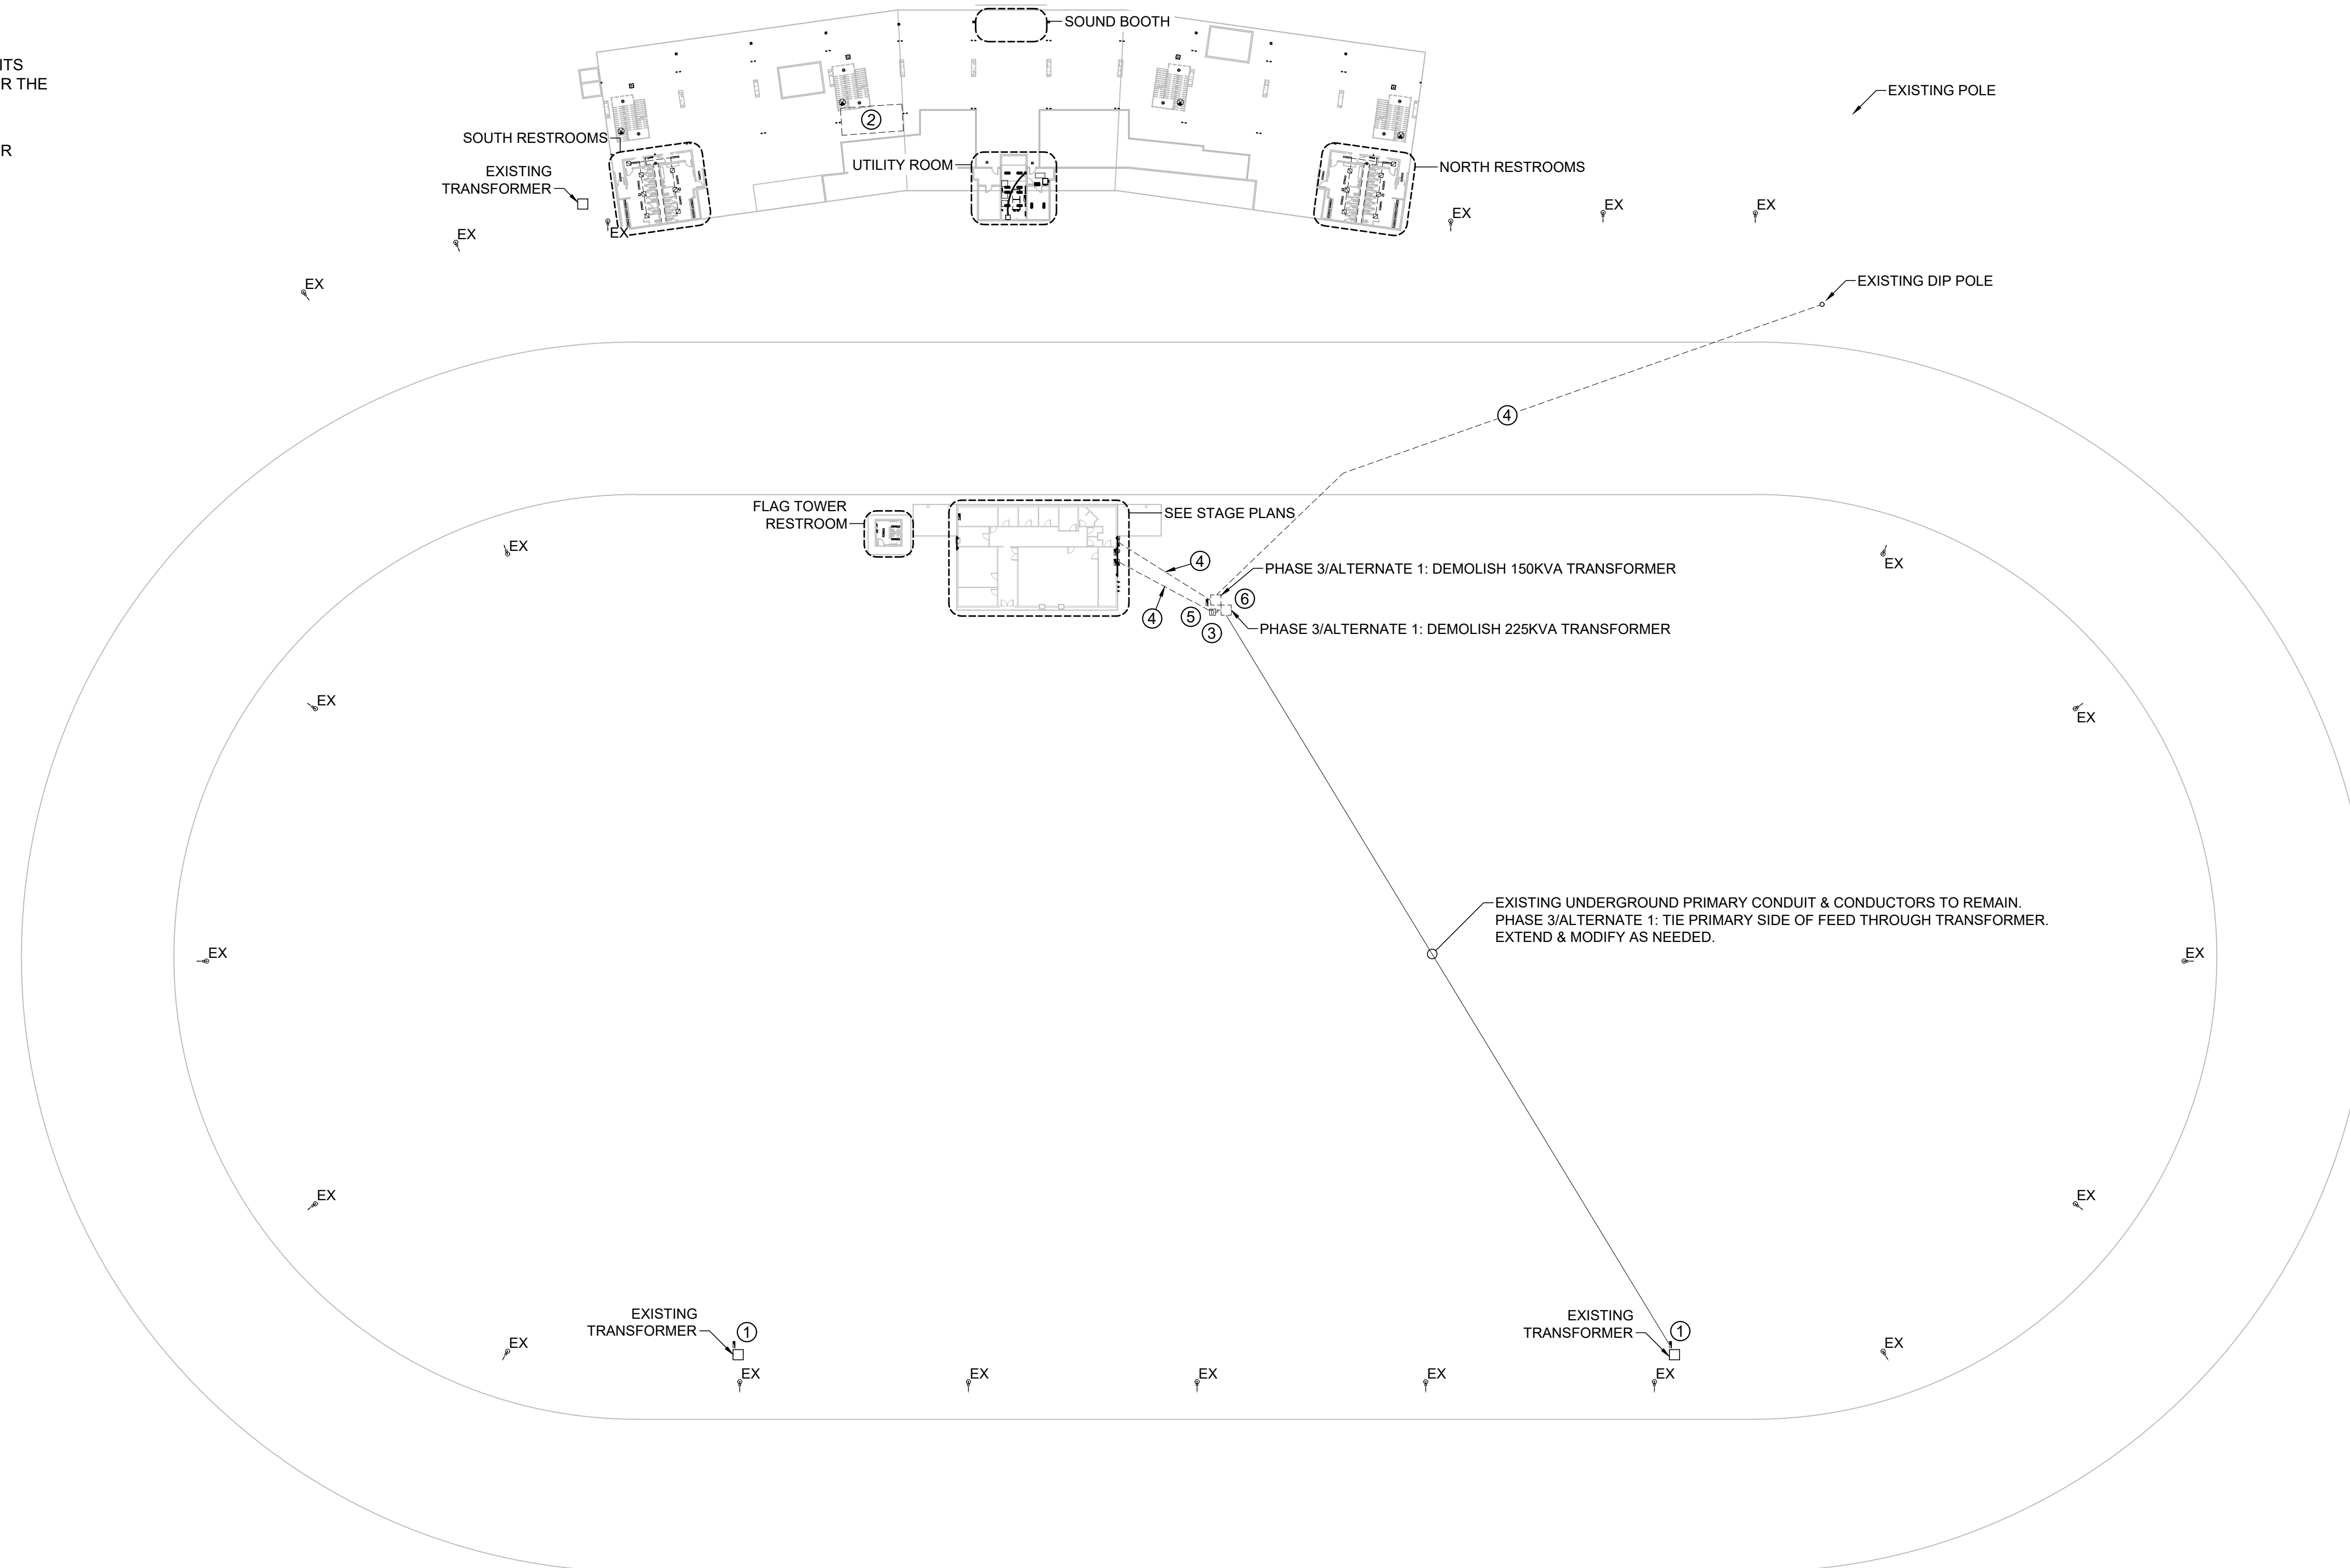 SOUND BOOTH
ITS
R THE
EXISTING POLE
②
SOUTH RESTROOMS
R
UTILITY ROOM
NORTH RESTROOMS
EXISTING
TRANSFORMER
EX
EX
EX
EX
EX
EX
EX
EXISTING DIP POLE
④
FLAG TOWER
RESTROOM
SEE STAGE PLANS
EX
④
EX
PHASE 3/ALTERNATE 1: DEMOLISH 150KVA TRANSFORMER
⑥
④
⑤
③
PHASE 3/ALTERNATE 1: DEMOLISH 225KVA TRANSFORMER
EX
EX
EXISTING UNDERGROUND PRIMARY CONDUIT & CONDUCTORS TO REMAIN.
PHASE 3/ALTERNATE 1: TIE PRIMARY SIDE OF FEED THROUGH TRANSFORMER.
EXTEND & MODIFY AS NEEDED.
EX
EX
EX
EX
EXISTING
TRANSFORMER
①
EXISTING
TRANSFORMER
①
EX
EX
EX
EX
EX
EX
EX